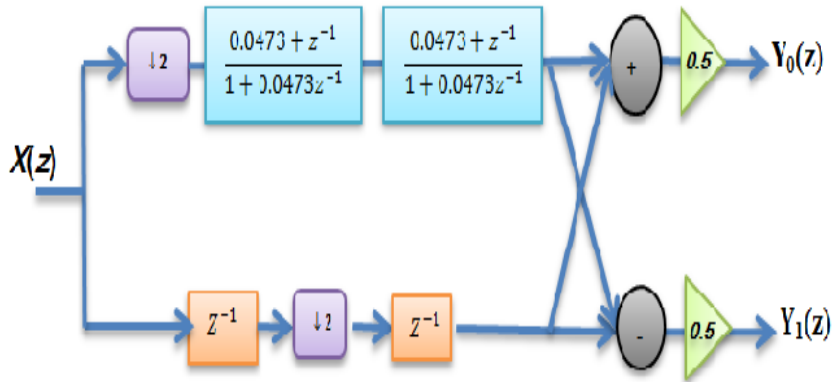 X(z)
↓2
0.0473 + z⁻¹
1 + 0.0473z⁻¹
0.0473 + z⁻¹
1 + 0.0473z⁻¹
+
0.5
Y₀(z)
Z⁻¹
↓2
Z⁻¹
-
0.5
Y₁(z)